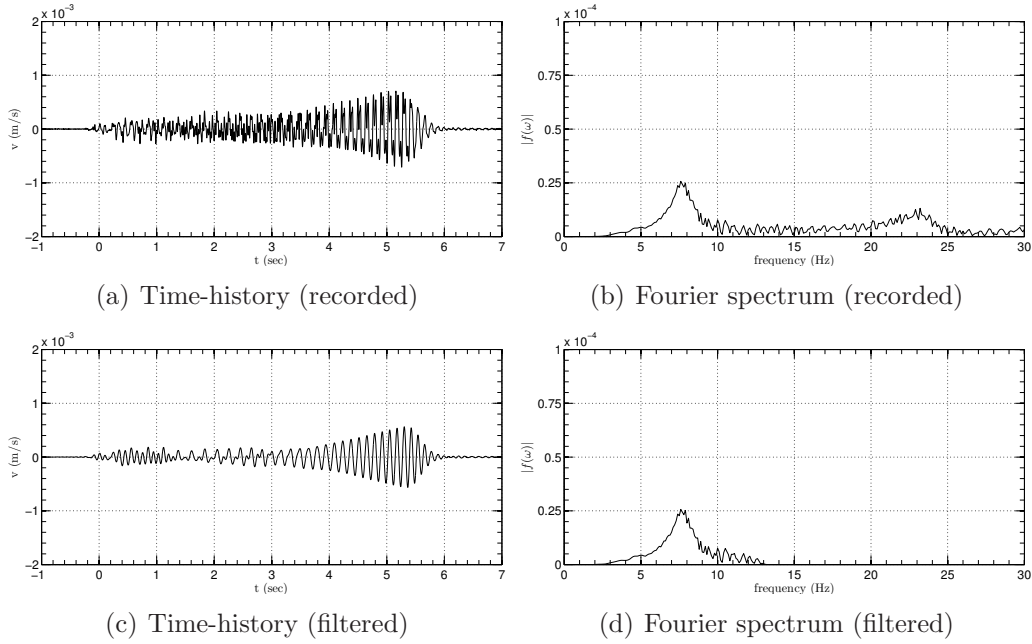 x 10⁻³
2
1
0
−1
−2
v (m/s)
−1 0 1 2 3 4 5 6 7
t (sec)
(a) Time-history (recorded)
x 10⁻⁴
1
0.75
0.5
0.25
0
|f(ω)|
0 5 10 15 20 25 30
frequency (Hz)
(b) Fourier spectrum (recorded)
x 10⁻³
2
1
0
−1
−2
v (m/s)
−1 0 1 2 3 4 5 6 7
t (sec)
(c) Time-history (filtered)
x 10⁻⁴
1
0.75
0.5
0.25
0
|f(ω)|
0 5 10 15 20 25 30
frequency (Hz)
(d) Fourier spectrum (filtered)